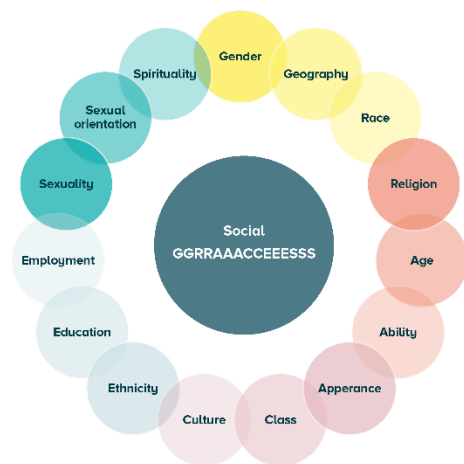 Social
GGRRAAACCEEESSS
Gender
Geography
Race
Religion
Age
Ability
Apperance
Class
Culture
Ethnicity
Education
Employment
Sexuality
Sexual
orientation
Spirituality